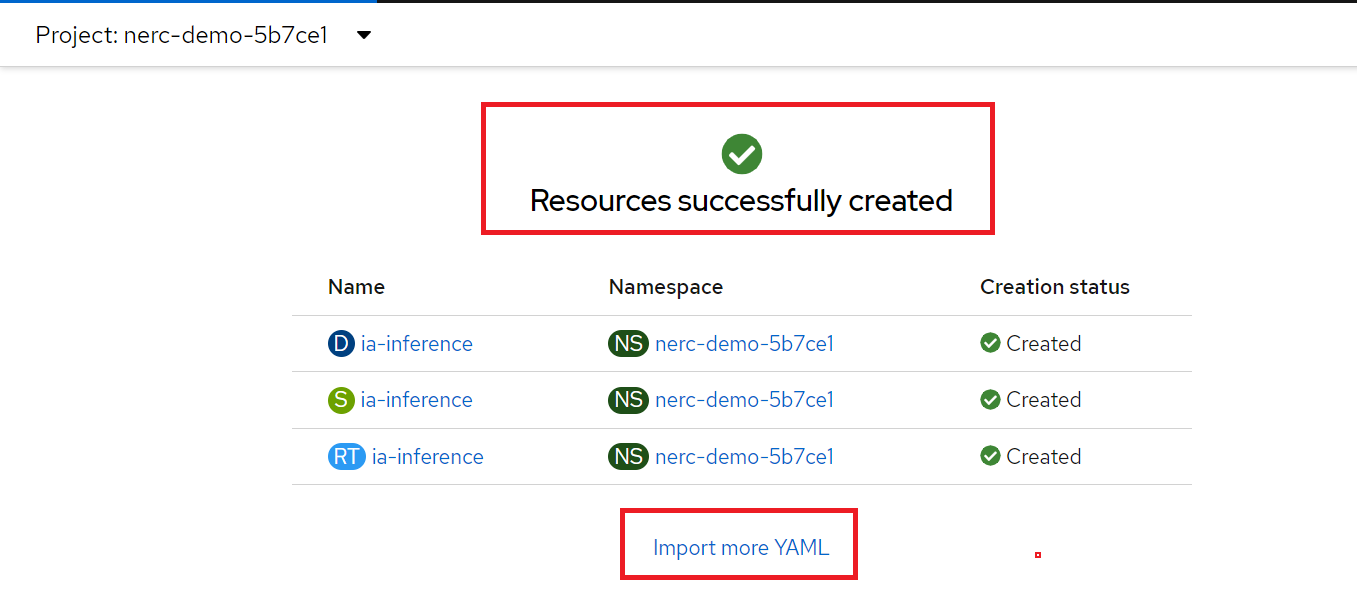 Project: nerc-demo-5b7ce1
Resources successfully created
Name Namespace Creation status
D ia-inference NS nerc-demo-5b7ce1 Created
S ia-inference NS nerc-demo-5b7ce1 Created
RT ia-inference NS nerc-demo-5b7ce1 Created
Import more YAML